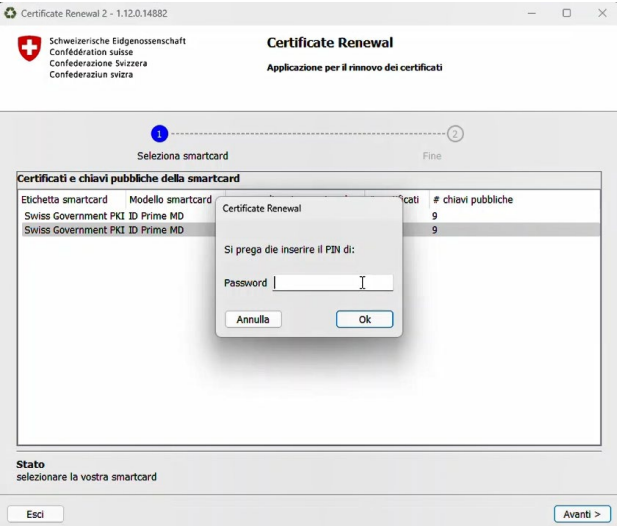 Certificate Renewal 2 - 1.12.0.14882
Schweizerische Eidgenossenschaft
Confédération suisse
Confederazione Svizzera
Confederaziun svizra
Certificate Renewal
Applicazione per il rinnovo dei certificati
1
2
Seleziona smartcard
Fine
Certificati e chiavi pubbliche della smartcard
Etichetta smartcard Modello smartcard # chiavi pubbliche
Swiss Government PKI ID Prime MD 9
Swiss Government PKI ID Prime MD 9
Certificate Renewal
Si prega die inserire il PIN di:
Password
Annulla Ok
Stato
selezionare la vostra smartcard
Esci Avanti >